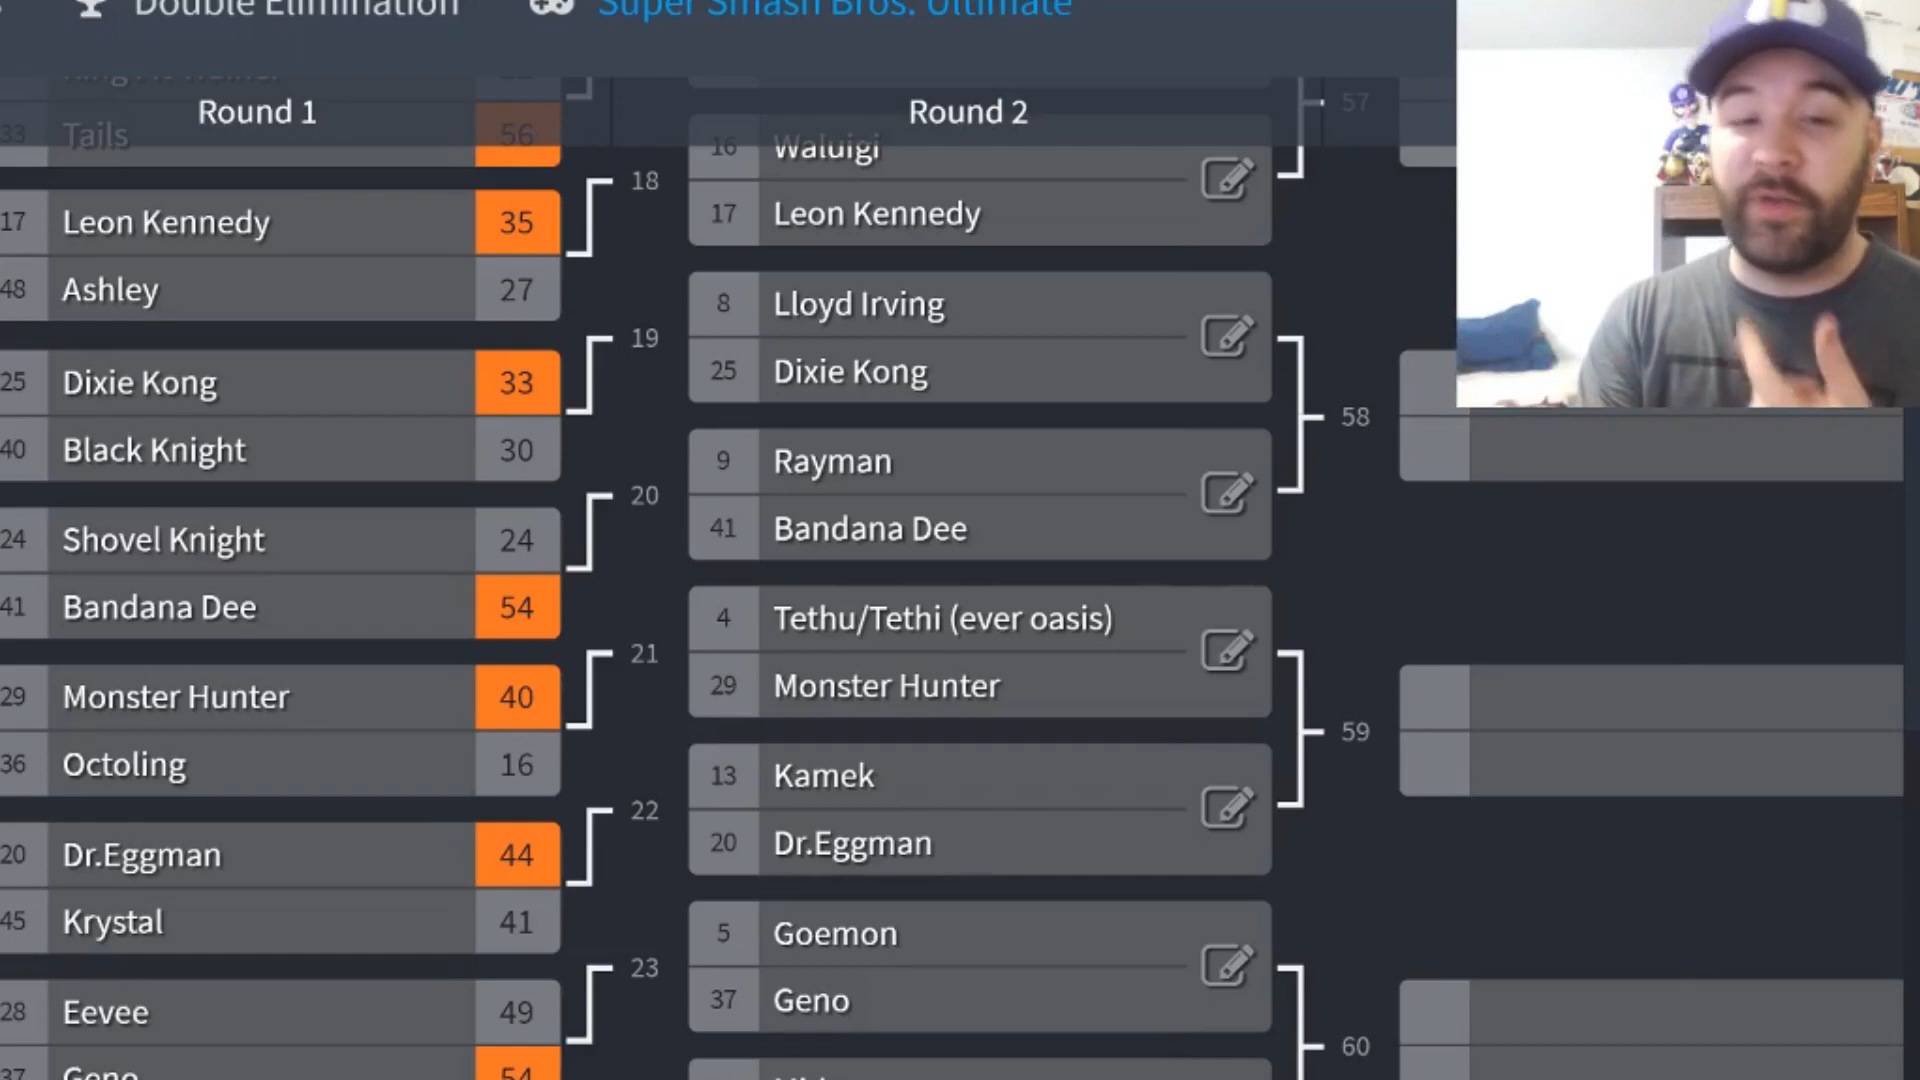 Double Elimination
Super Smash Bros. Ultimate
Round 1
Round 2
33 Tails 56
17 Leon Kennedy 35
48 Ashley 27
25 Dixie Kong 33
40 Black Knight 30
24 Shovel Knight 24
41 Bandana Dee 54
29 Monster Hunter 40
36 Octoling 16
20 Dr.Eggman 44
45 Krystal 41
28 Eevee 49
37 Geno 54
18
19
20
21
22
23
16 Waluigi
17 Leon Kennedy
8 Lloyd Irving
25 Dixie Kong
9 Rayman
41 Bandana Dee
4 Tethu/Tethi (ever oasis)
29 Monster Hunter
13 Kamek
20 Dr.Eggman
5 Goemon
37 Geno
57
58
59
60